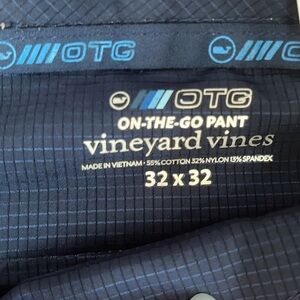 OTG
OTG
ON-THE-GO PANT
vineyard vines
MADE IN VIETNAM • 55% COTTON 32% NYLON 13% SPANDEX
32 x 32